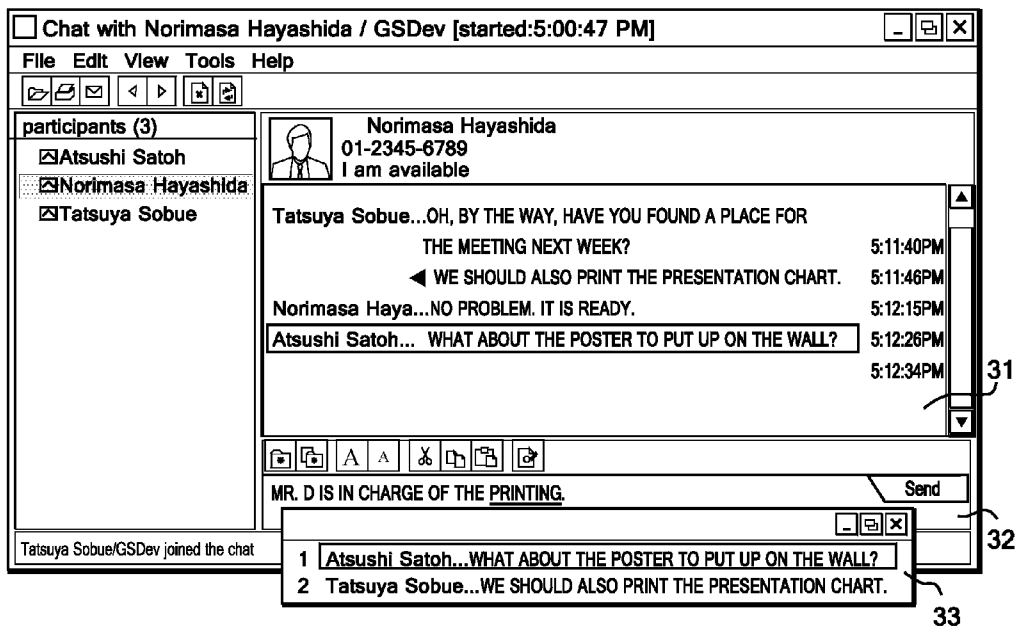 Chat with Norimasa Hayashida / GSDev [started:5:00:47 PM]
File Edit View Tools Help
participants (3)
Atsushi Satoh
Norimasa Hayashida
Tatsuya Sobue
Norimasa Hayashida
01-2345-6789
I am available
Tatsuya Sobue...OH, BY THE WAY, HAVE YOU FOUND A PLACE FOR
THE MEETING NEXT WEEK? 5:11:40PM
WE SHOULD ALSO PRINT THE PRESENTATION CHART. 5:11:46PM
Norimasa Haya...NO PROBLEM. IT IS READY. 5:12:15PM
Atsushi Satoh... WHAT ABOUT THE POSTER TO PUT UP ON THE WALL? 5:12:26PM
5:12:34PM
31
A A
MR. D IS IN CHARGE OF THE PRINTING. Send
32
Tatsuya Sobue/GSDev joined the chat
1 Atsushi Satoh...WHAT ABOUT THE POSTER TO PUT UP ON THE WALL?
2 Tatsuya Sobue...WE SHOULD ALSO PRINT THE PRESENTATION CHART.
33